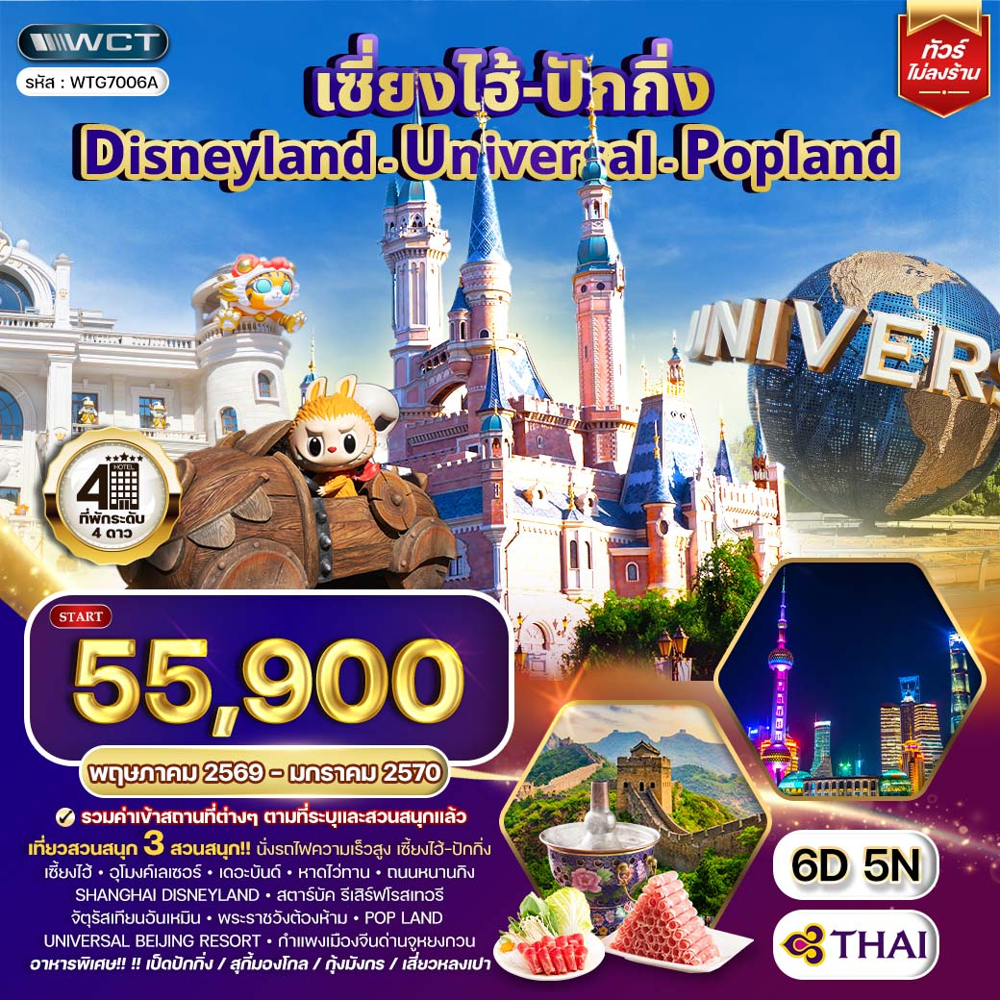 WCT
รหัส : WTG7006A
ทัวร์
ไม่ลงร้าน
เซี่ยงไฮ้-ปักกิ่ง
Disneyland - Universal - Popland
UNIVERS
4
HOTEL
ที่พักระดับ
4 ดาว
START
55,900
พฤษภาคม 2569 - มกราคม 2570
รวมค่าเข้าสถานที่ต่างๆ ตามที่ระบุและสวนสนุกแล้ว
เที่ยวสวนสนุก 3 สวนสนุก!! นั่งรถไฟความเร็วสูง เซี่ยงไฮ้-ปักกิ่ง
เซี่ยงไฮ้ • อุโมงค์เลเซอร์ • เดอะบันด์ • หาดไว่ทาน • ถนนหนานกิง
SHANGHAI DISNEYLAND • สตาร์บัค รีเสิร์ฟโรสเทอรี่
จัตุรัสเทียนอันเหมิน • พระราชวังต้องห้าม • POP LAND
UNIVERSAL BEIJING RESORT • กำแพงเมืองจีนด่านจูหยงกวน
อาหารพิเศษ!! !! เป็ดปักกิ่ง / สุกี้มองโกล / กุ้งมังกร / เสี่ยวหลงเปา
6D 5N
THAI